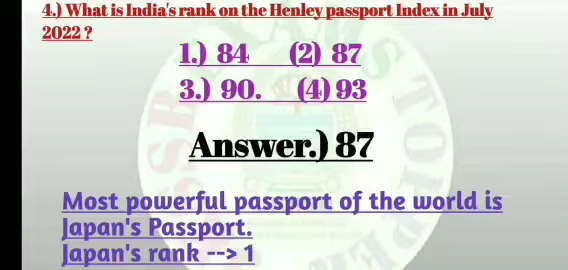 4.) What is India's rank on the Henley passport Index in July
2022 ?
1.) 84 (2) 87
3.) 90. (4) 93
Answer.) 87
Most powerful passport of the world is
Japan's Passport.
Japan's rank --> 1